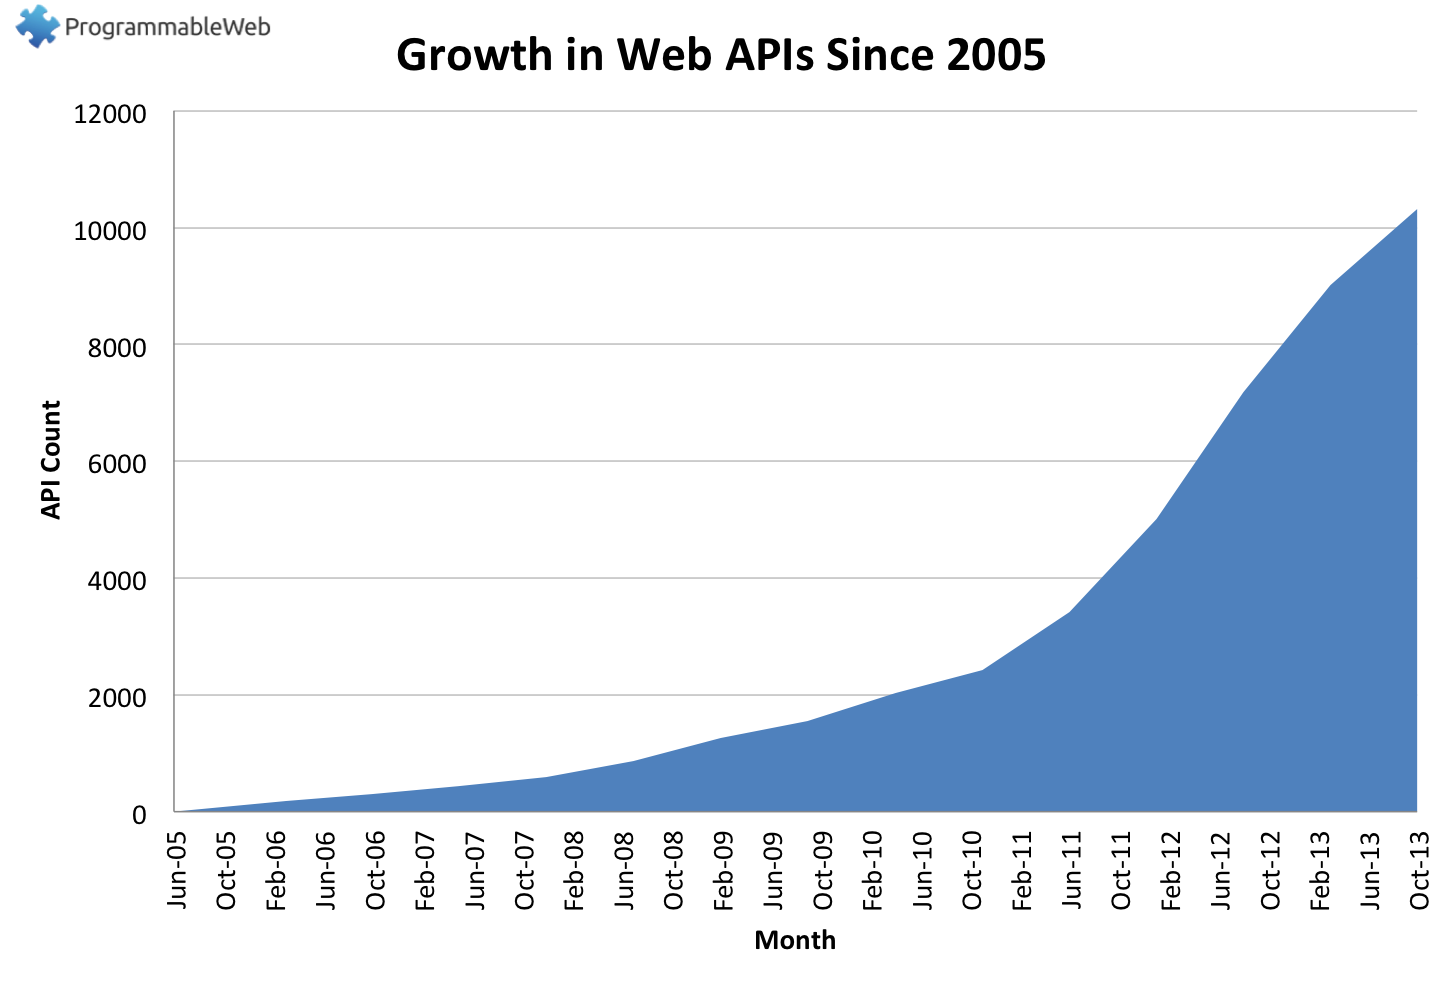 ProgrammableWeb
Growth in Web APIs Since 2005
12000
10000
8000
6000
4000
2000
0
API Count
Jun-05
Oct-05
Feb-06
Jun-06
Oct-06
Feb-07
Jun-07
Oct-07
Feb-08
Jun-08
Oct-08
Feb-09
Jun-09
Oct-09
Feb-10
Jun-10
Oct-10
Feb-11
Jun-11
Oct-11
Feb-12
Jun-12
Oct-12
Feb-13
Jun-13
Oct-13
Month